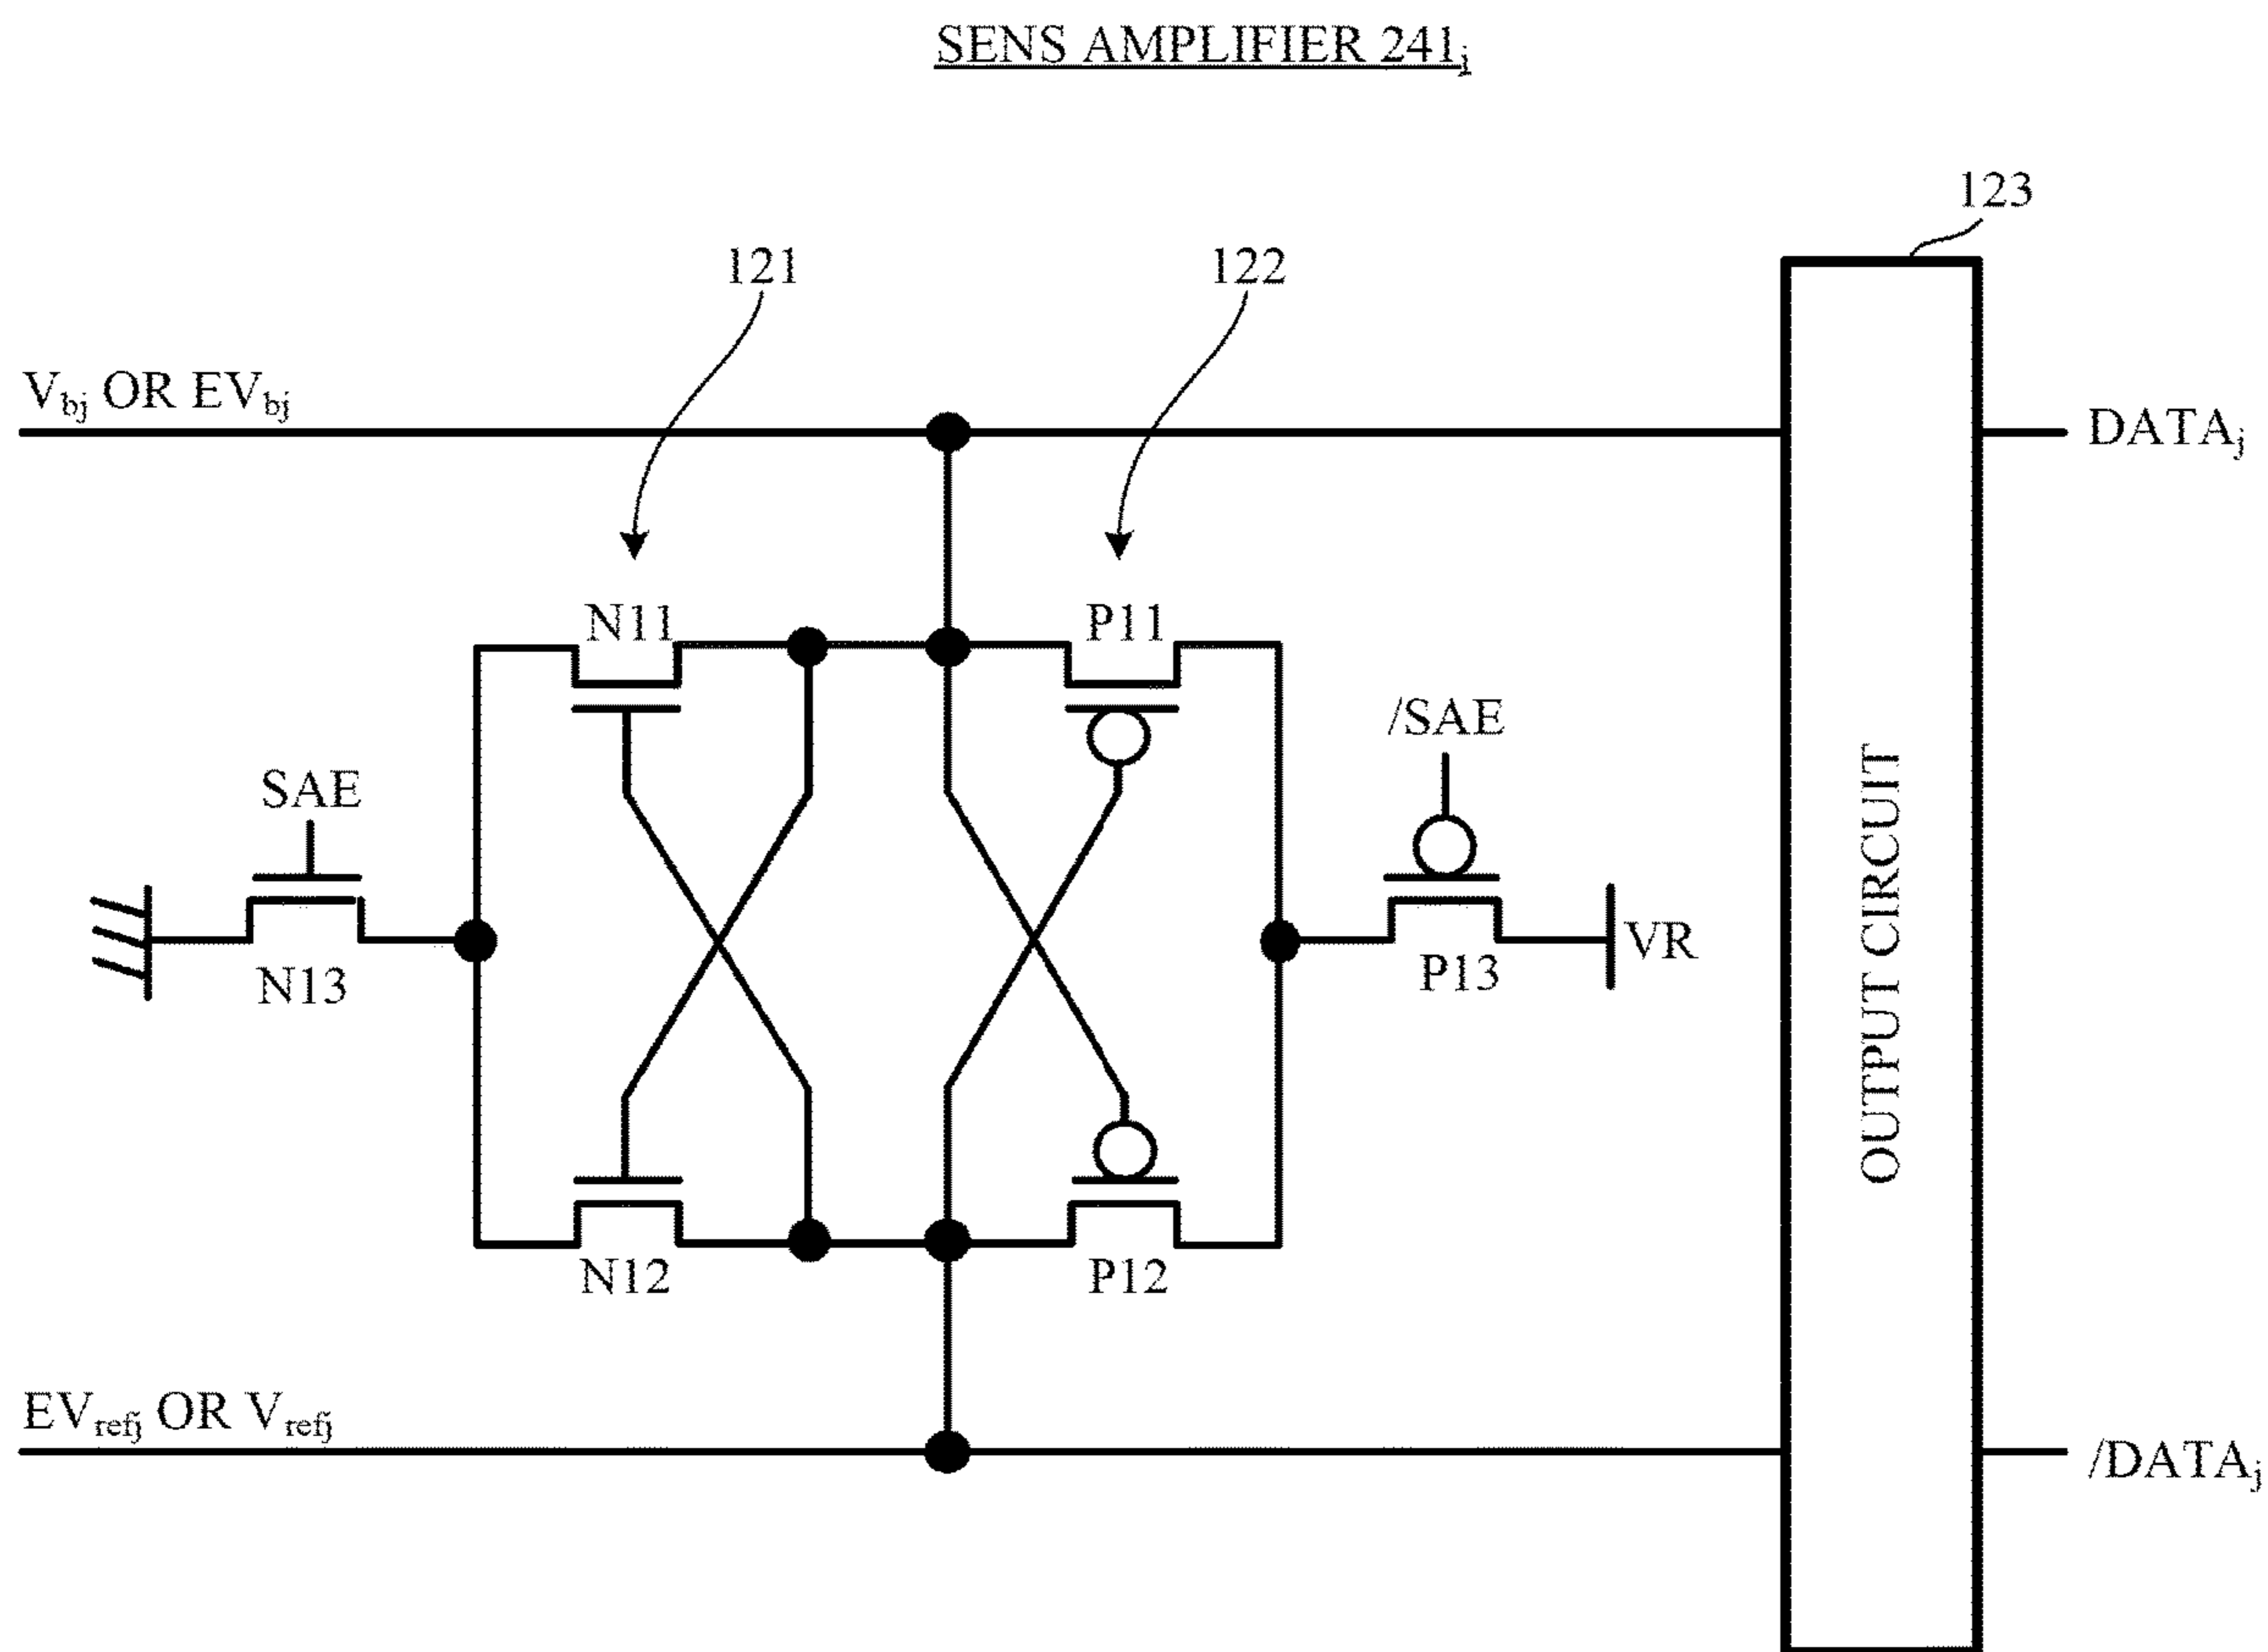 SENS AMPLIFIER 241j
123
121
122
Vbj OR EVbj
DATAj
N11
P11
/SAE
SAE
OUTPUT CIRCUIT
VR
N13
P13
N12
P12
EVrefj OR Vrefj
/DATAj